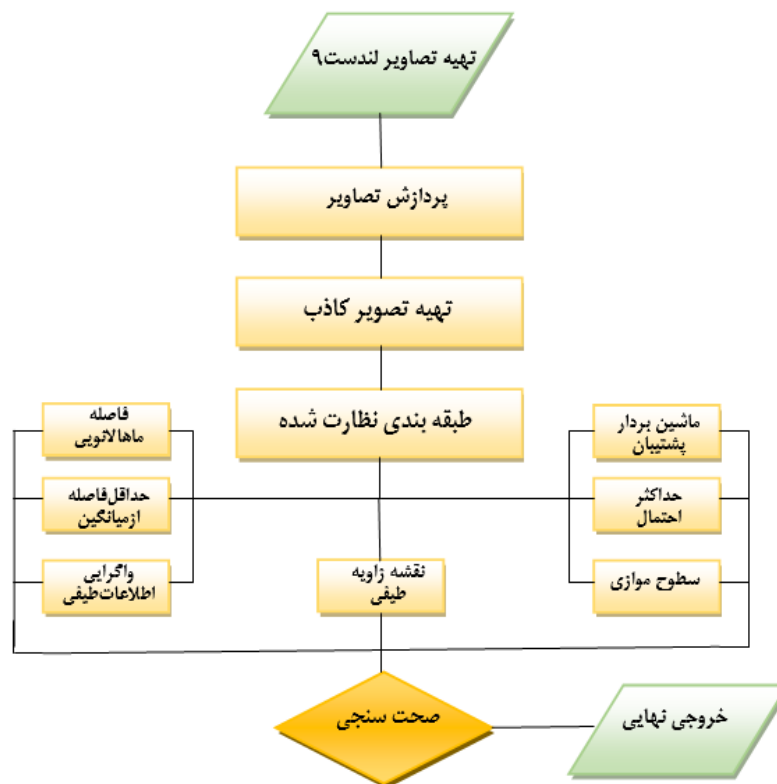 تهیه تصاویر لندست۹
پردازش تصاویر
تهیه تصویر کاذب
طبقه بندی نظارت شده
ماشین بردار
پشتیبان
حداکثر
احتمال
سطوح موازی
نقشه زاویه
طیفی
فاصله
ماهالانویی
حداقل‌فاصله
ازمیانگین
واگرایی
اطلاعات‌طیفی
صحت سنجی
خروجی نهایی